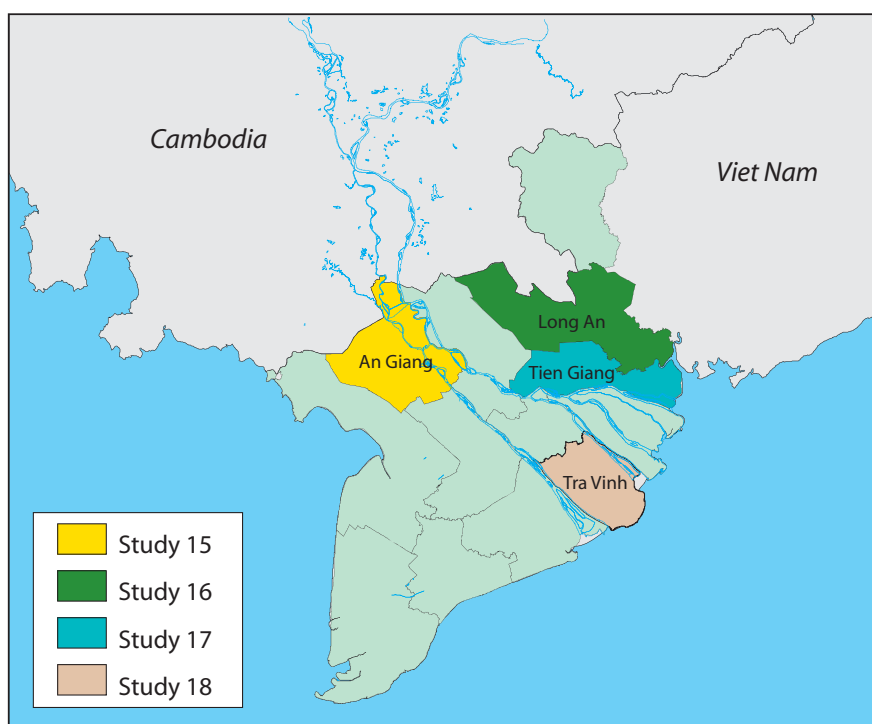 Cambodia
Viet Nam
Long An
An Giang
Tien Giang
Tra Vinh
Study 15
Study 16
Study 17
Study 18